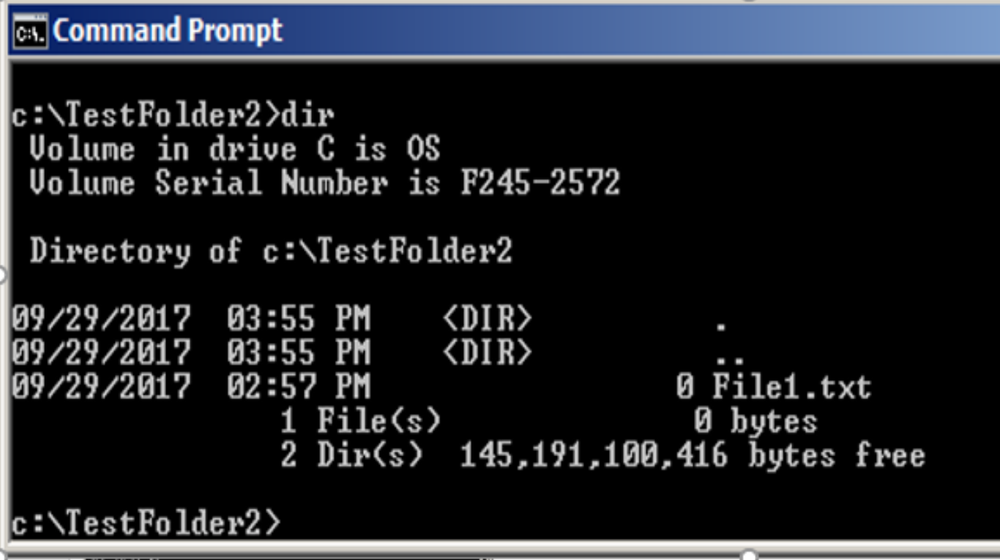 C:\.
Command Prompt
c:\TestFolder2>dir
 Volume in drive C is OS
 Volume Serial Number is F245-2572
 Directory of c:\TestFolder2
09/29/2017  03:55 PM    <DIR>          .
09/29/2017  03:55 PM    <DIR>          ..
09/29/2017  02:57 PM                 0 File1.txt
               1 File(s)              0 bytes
               2 Dir(s)  145,191,100,416 bytes free
c:\TestFolder2>